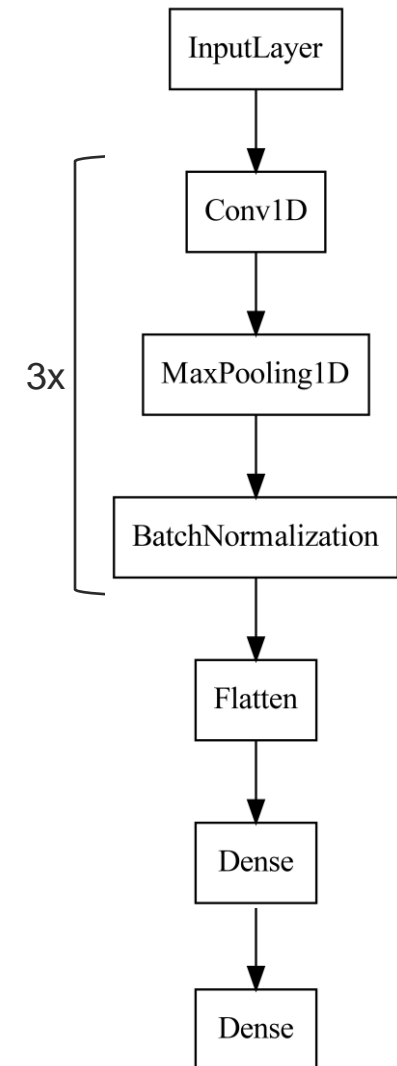 InputLayer
Conv1D
3x
MaxPooling1D
BatchNormalization
Flatten
Dense
Dense